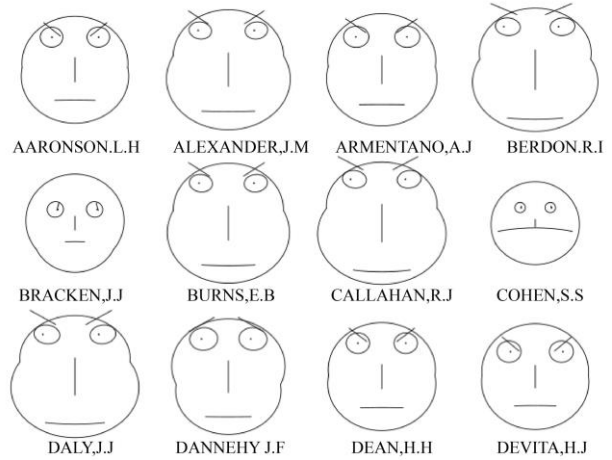 AARONSON.L.H ALEXANDER,J.M ARMENTANO,A.J BERDON.R.I
BRACKEN,J.J BURNS,E.B CALLAHAN,R.J COHEN,S.S
DALY,J.J DANNEHY J.F DEAN,H.H DEVITA,H.J